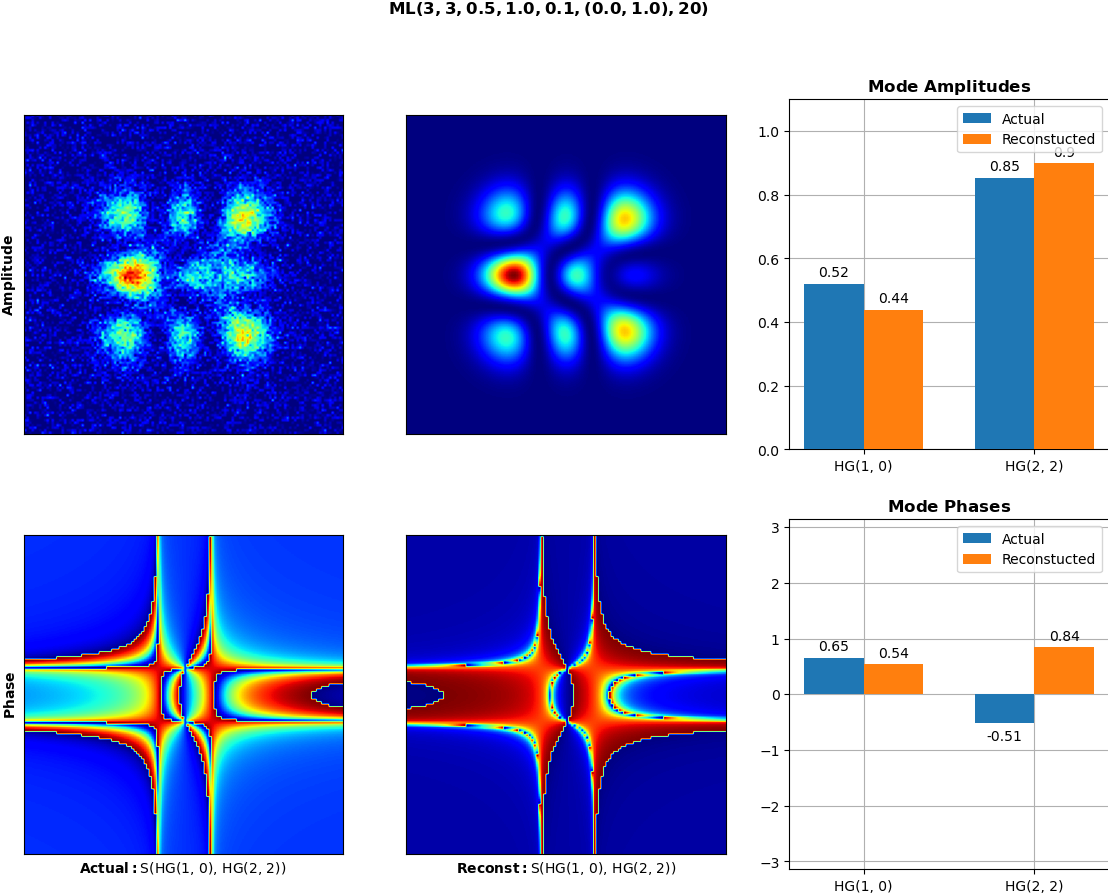 ML(3, 3, 0.5, 1.0, 0.1, (0.0, 1.0), 20)
Amplitude
Mode Amplitudes
Actual
Reconstucted
1.0
0.8
0.6
0.4
0.2
0.0
0.52
0.44
0.85
0.9
HG(1, 0)
HG(2, 2)
Phase
Actual: S(HG(1, 0), HG(2, 2))
Reconst: S(HG(1, 0), HG(2, 2))
Mode Phases
Actual
Reconstucted
3
2
1
0
−1
−2
−3
0.65
0.54
-0.51
0.84
HG(1, 0)
HG(2, 2)